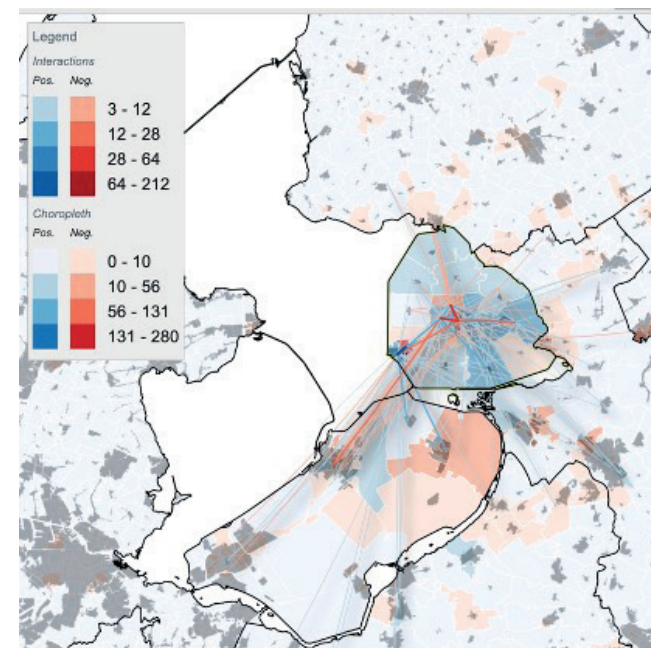 Legend
Interactions
Pos. Neg.
3 - 12
12 - 28
28 - 64
64 - 212
Choropleth
Pos. Neg.
0 - 10
10 - 56
56 - 131
131 - 280